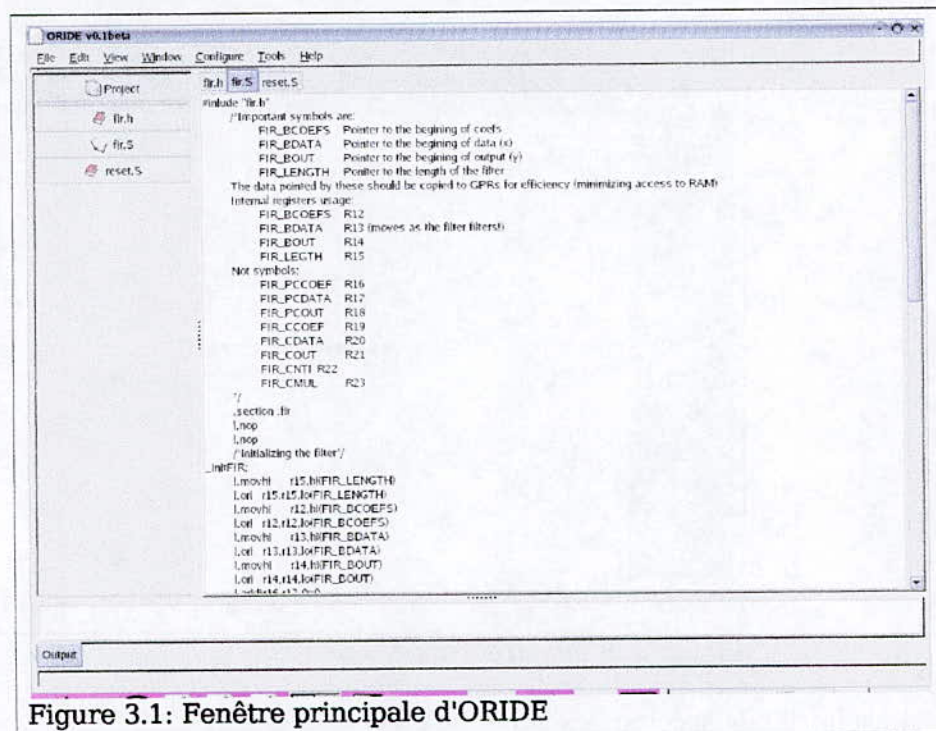 ORIDE v0.1beta
File Edit View Window Configure Tools Help
Project
fir.h
fir.S
reset.S
fir.h fir.S reset.S
#inlude "fir.h"
/*Important symbols are:
FIR_BCOEFS Pointer to the begining of coefs
FIR_BDATA Pointer to the begining of data (x)
FIR_BOUT Pointer to the begining of output (y)
FIR_LENGTH Poniter to the length of the filter
The data pointed by these should be copied to GPRs for efficiency (minimizing access to RAM)
Internal registers usage:
FIR_BCOEFS R12
FIR_BDATA R13 (moves as the filter filters!)
FIR_BOUT R14
FIR_LEGTH R15
Not symbols:
FIR_PCCOEF R16
FIR_PCDATA R17
FIR_PCOUT R18
FIR_CCOEF R19
FIR_CDATA R20
FIR_COUT R21
FIR_CNTI R22
FIR_CMUL R23
*/
.section .fir
l.nop
l.nop
/*Initializing the filter*/
_initFIR:
l.movhi r15,hi(FIR_LENGTH)
l.ori r15,r15,lo(FIR_LENGTH)
l.movhi r12,hi(FIR_BCOEFS)
l.ori r12,r12,lo(FIR_BCOEFS)
l.movhi r13,hi(FIR_BDATA)
l.ori r13,r13,lo(FIR_BDATA)
l.movhi r14,hi(FIR_BOUT)
l.ori r14,r14,lo(FIR_BOUT)
Output
Figure 3.1: Fenêtre principale d'ORIDE